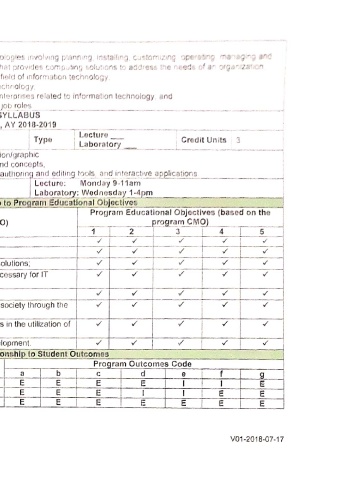 ologies involving planning, installing, customizing, operating, managing and
hat provides computing solutions to address the needs of an organization
field of information technology.
chnology.
nterprises related to information technology, and
job roles
SYLLABUS
, AY 2018-2019
Type Lecture ___ Credit Units 3
Laboratory ___
ion/graphic
nd concepts,
authoring and editing tools, and interactive applications
Lecture: Monday 9-11am
Laboratory: Wednesday 1-4pm
p to Program Educational Objectives
Program Educational Objectives (based on the
O) program CMO)
1 2 3 4 5
✓ ✓ ✓ ✓ ✓
✓ ✓ ✓ ✓ ✓
olutions; ✓ ✓ ✓ ✓ ✓
cessary for IT ✓ ✓ ✓ ✓ ✓
✓ ✓ ✓ ✓ ✓
society through the ✓ ✓ ✓ ✓ ✓
s in the utilization of ✓ ✓ ✓ ✓ ✓
lopment. ✓ ✓ ✓ ✓ ✓
onship to Student Outcomes
Program Outcomes Code
a b c d e f g
E E E E I I E
E E E I I E E
E E E E E E E
V01-2018-07-17